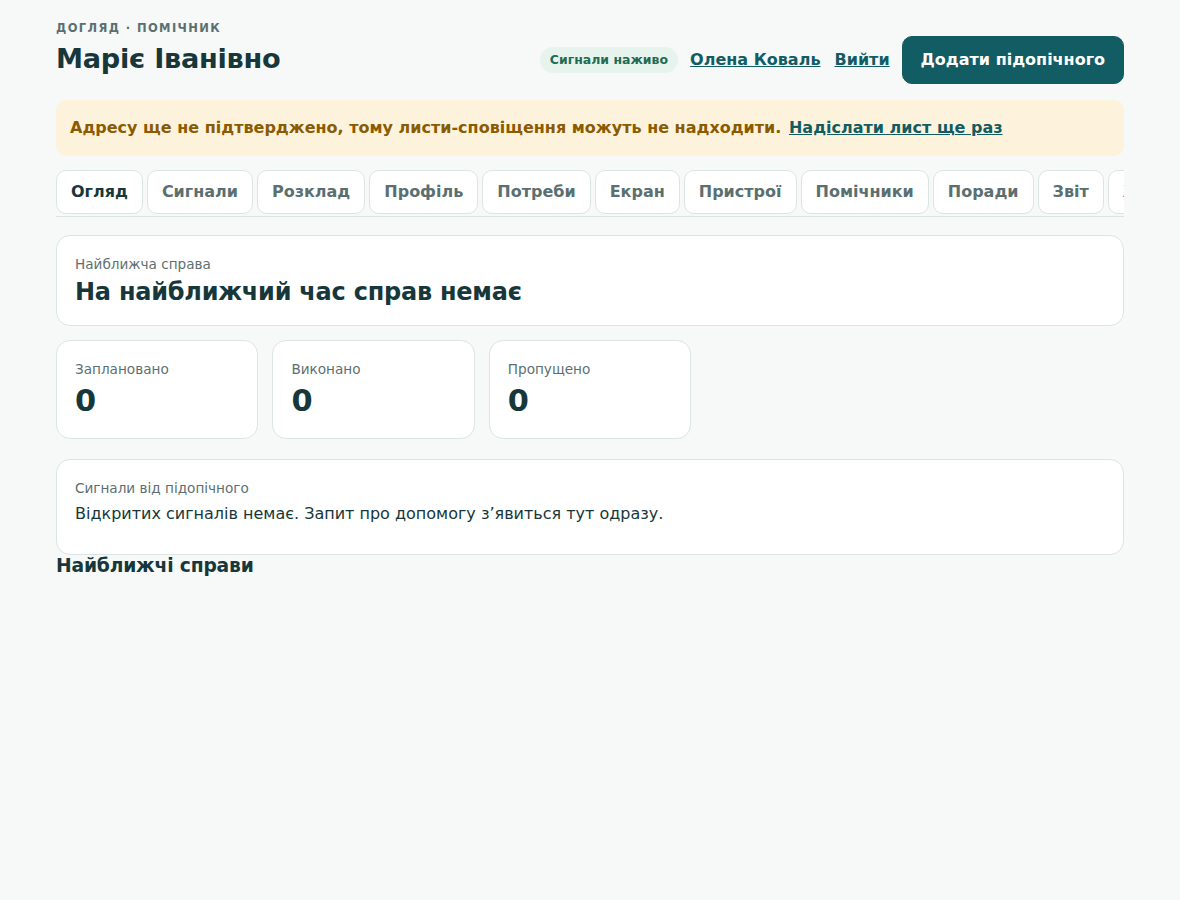 ДОГЛЯД · ПОМІЧНИК
Маріє Іванівно
Сигнали наживо
Олена Коваль
Вийти
Додати підопічного
Адресу ще не підтверджено, тому листи-сповіщення можуть не надходити. Надіслати лист ще раз
Огляд
Сигнали
Розклад
Профіль
Потреби
Екран
Пристрої
Помічники
Поради
Звіт
Найближча справа
На найближчий час справ немає
Заплановано
0
Виконано
0
Пропущено
0
Сигнали від підопічного
Відкритих сигналів немає. Запит про допомогу з’явиться тут одразу.
Найближчі справи